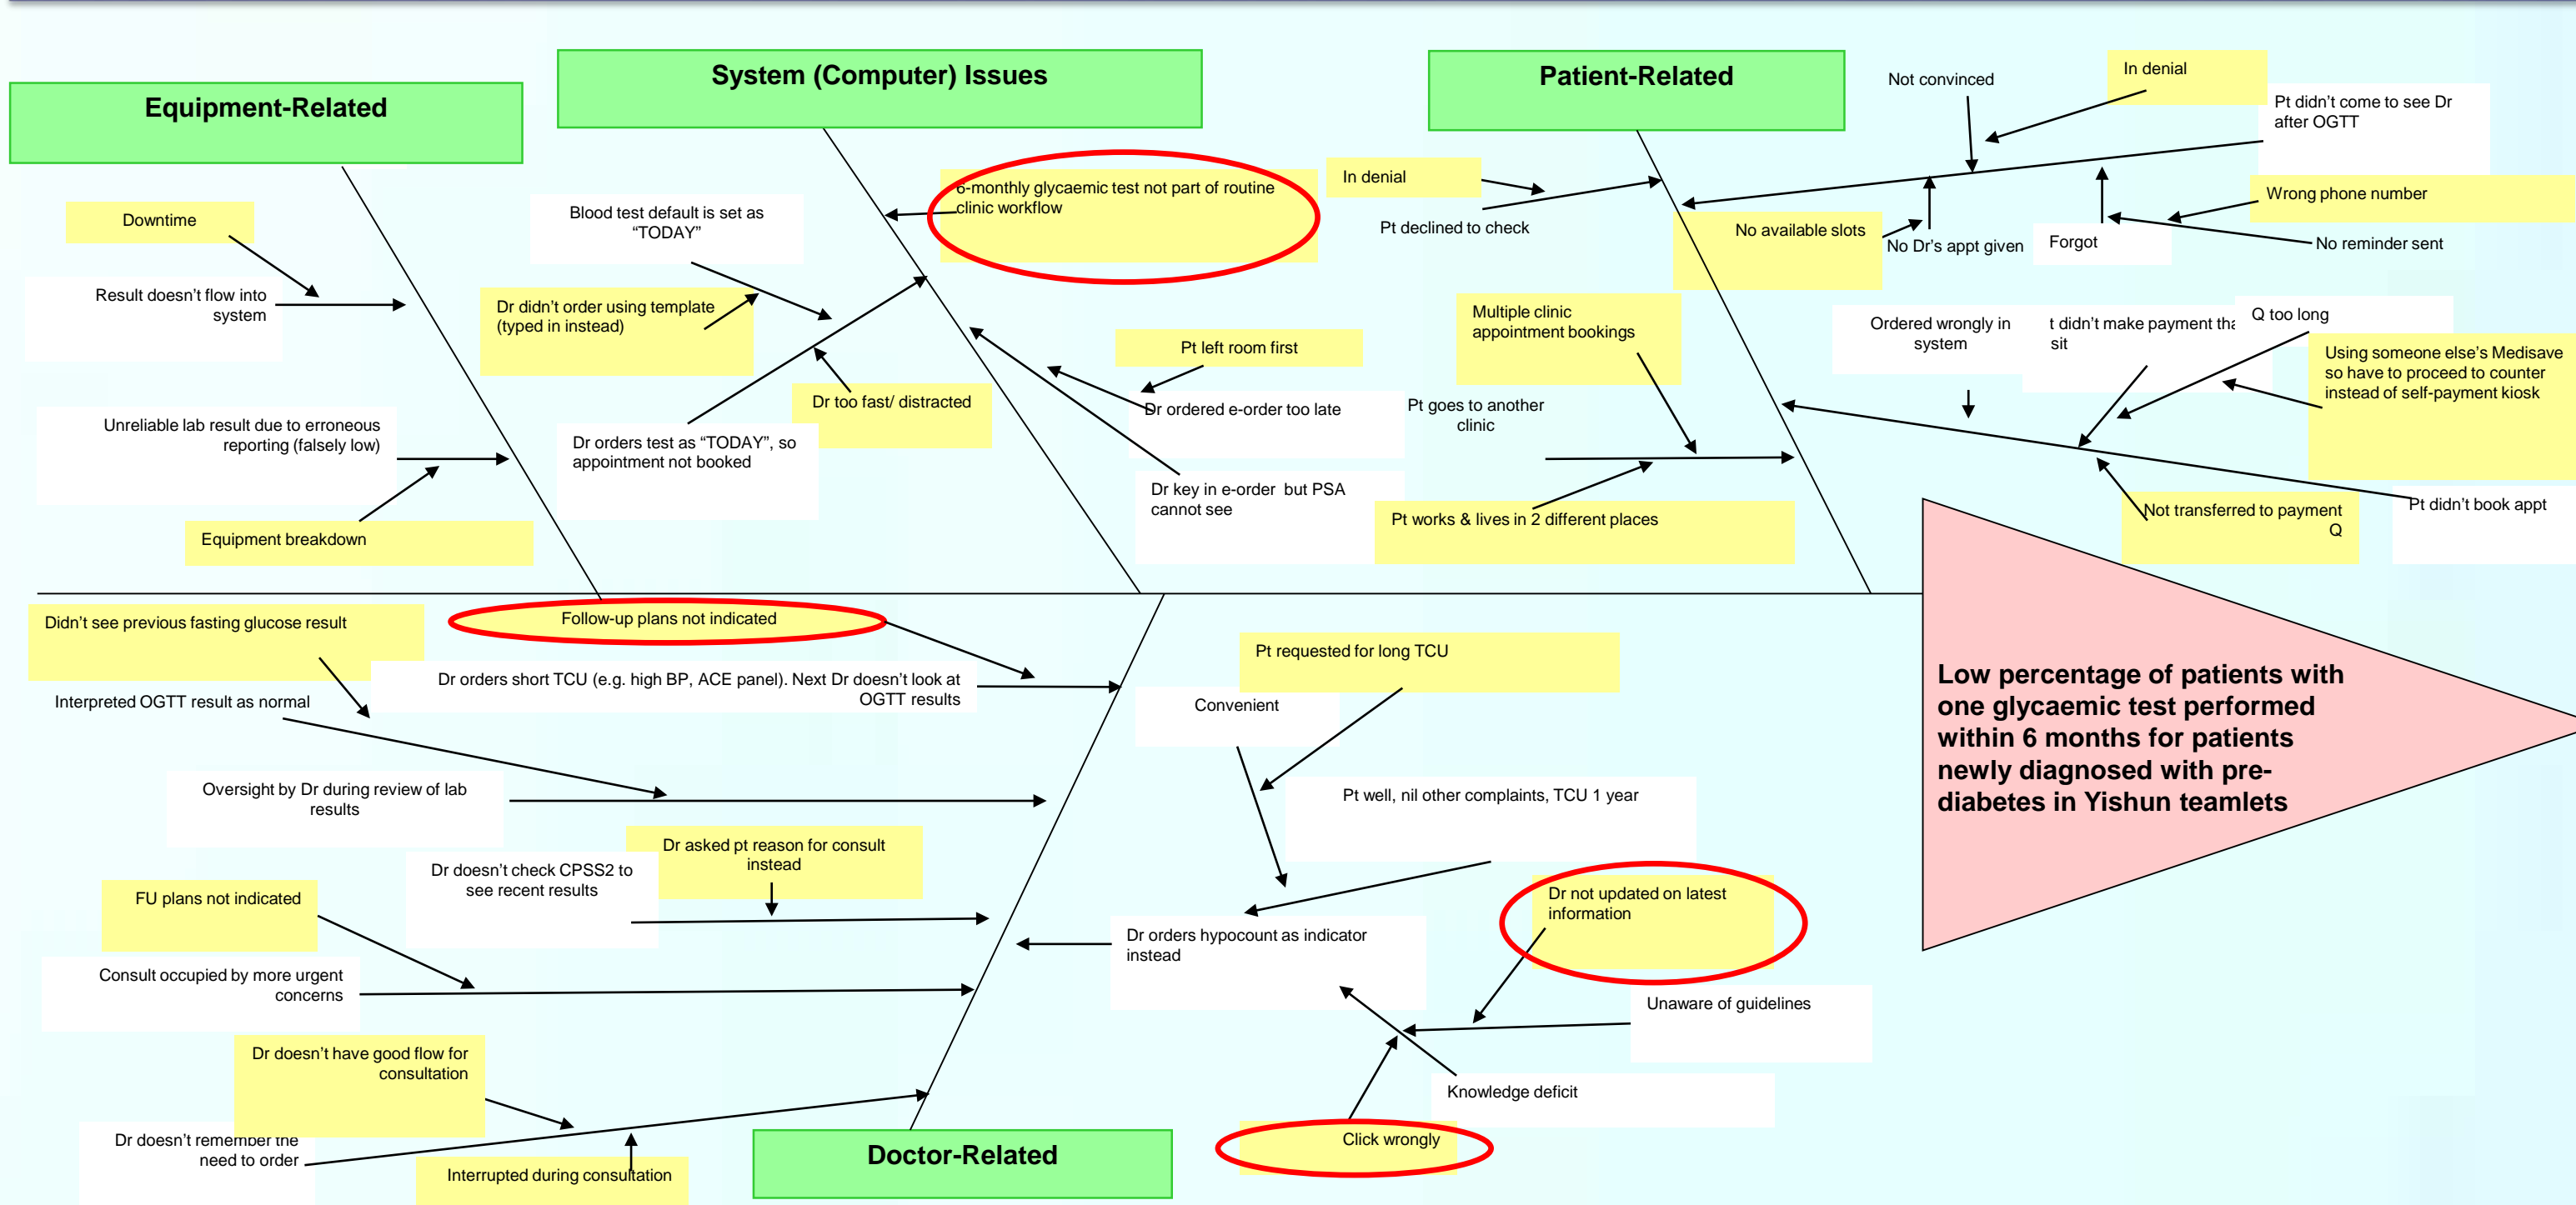 Equipment-Related
System (Computer) Issues
Patient-Related
Not convinced
In denial
Pt didn’t come to see Dr
after OGTT
Downtime
Blood test default is set as
“TODAY”
6-monthly glycaemic test not part of routine
clinic workflow
In denial
Pt declined to check
No available slots
No Dr’s appt given
Forgot
Wrong phone number
No reminder sent
Result doesn’t flow into
system
Dr didn’t order using template
(typed in instead)
Pt left room first
Multiple clinic
appointment bookings
Ordered wrongly in
system
t didn’t make payment tha
sit
Q too long
Using someone else’s Medisave
so have to proceed to counter
instead of self-payment kiosk
Unreliable lab result due to erroneous
reporting (falsely low)
Dr too fast/ distracted
Dr ordered e-order too late
Pt goes to another
clinic
Dr orders test as “TODAY”, so
appointment not booked
Dr key in e-order but PSA
cannot see
Pt works & lives in 2 different places
Not transferred to payment
Q
Pt didn’t book appt
Equipment breakdown
Didn’t see previous fasting glucose result
Follow-up plans not indicated
Dr orders short TCU (e.g. high BP, ACE panel). Next Dr doesn’t look at
OGTT results
Interpreted OGTT result as normal
Pt requested for long TCU
Convenient
Low percentage of patients with
one glycaemic test performed
within 6 months for patients
newly diagnosed with pre-
diabetes in Yishun teamlets
Oversight by Dr during review of lab
results
Pt well, nil other complaints, TCU 1 year
Dr asked pt reason for consult
instead
Dr doesn’t check CPSS2 to
see recent results
FU plans not indicated
Dr not updated on latest
information
Dr orders hypocount as indicator
instead
Consult occupied by more urgent
concerns
Unaware of guidelines
Dr doesn’t have good flow for
consultation
Knowledge deficit
Dr doesn’t remember the
need to order
Click wrongly
Interrupted during consultation
Doctor-Related